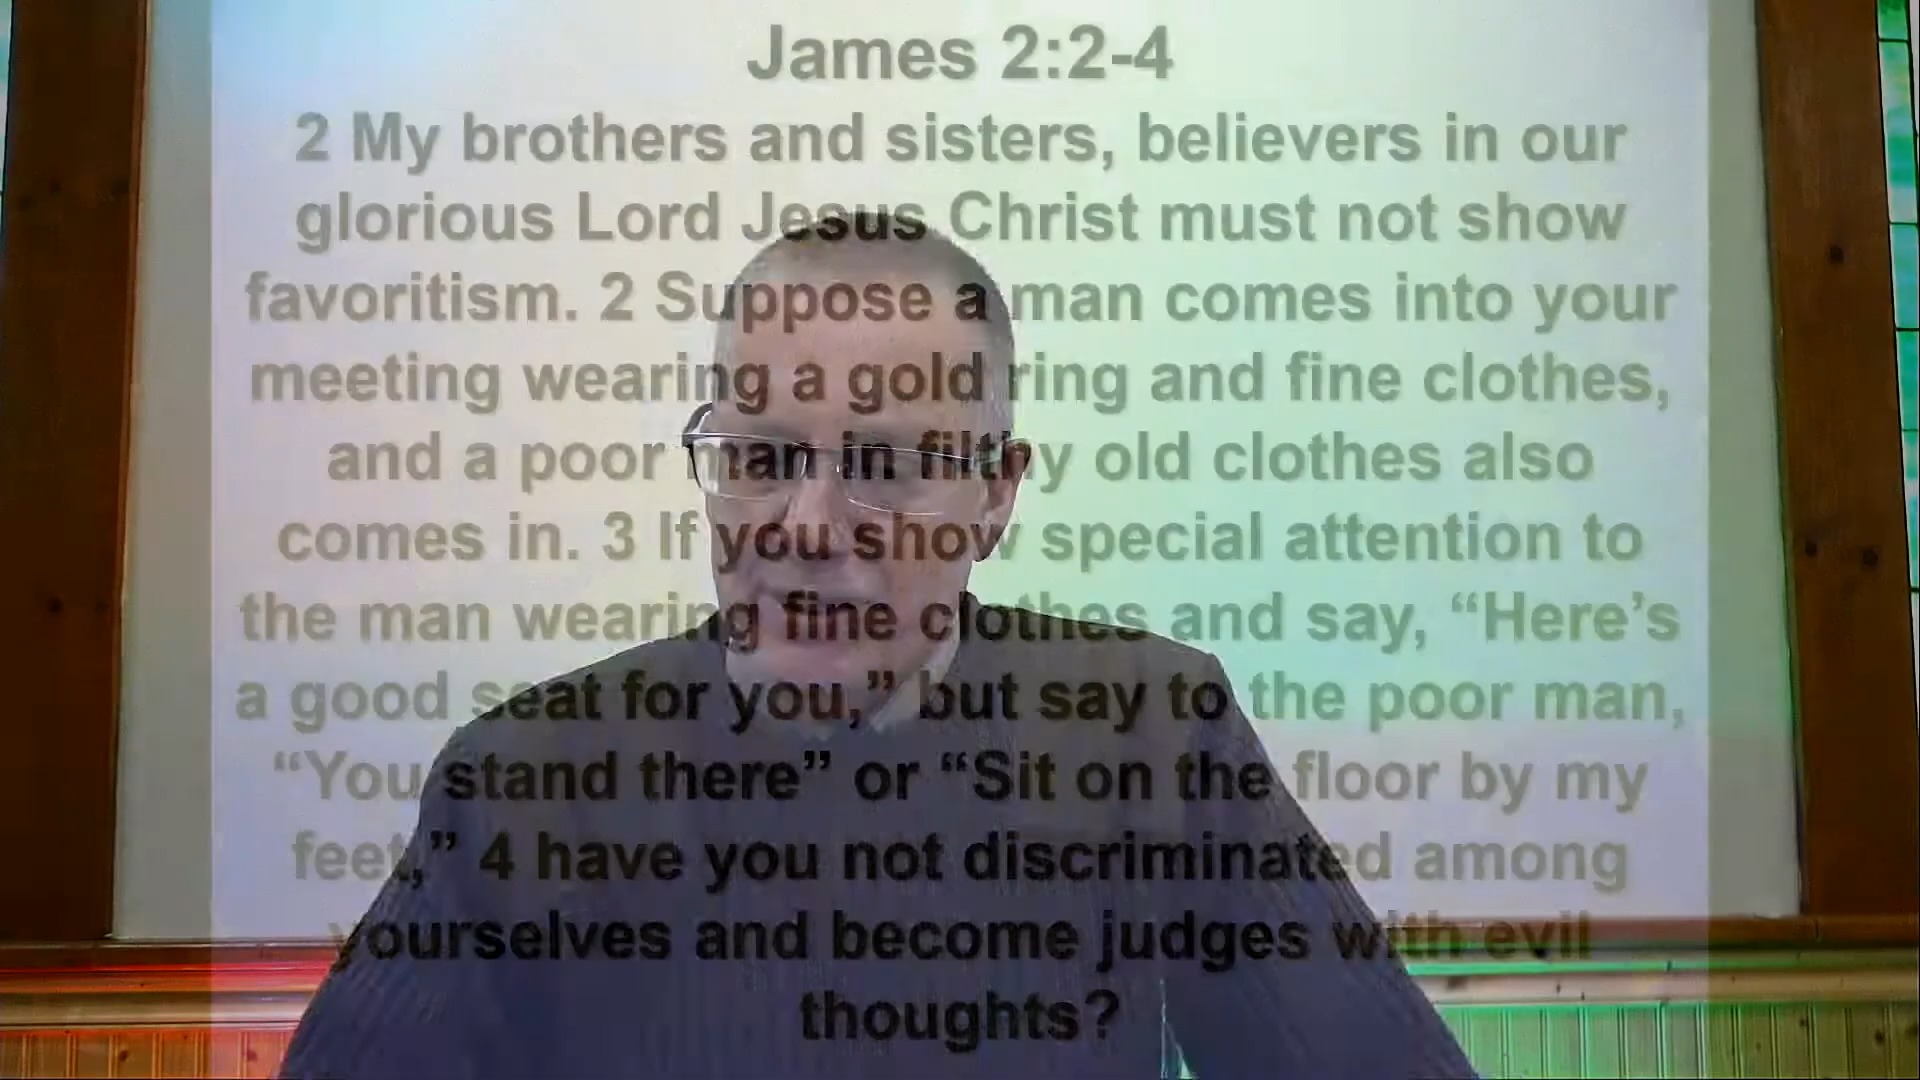 James 2:2-4
2 My brothers and sisters, believers in our
glorious Lord Jesus Christ must not show
favoritism. 2 Suppose a man comes into your
meeting wearing a gold ring and fine clothes,
and a poor man in filthy old clothes also
comes in. 3 If you show special attention to
the man wearing fine clothes and say, “Here’s
a good seat for you,” but say to the poor man,
“You stand there” or “Sit on the floor by my
feet,” 4 have you not discriminated among
yourselves and become judges with evil
thoughts?